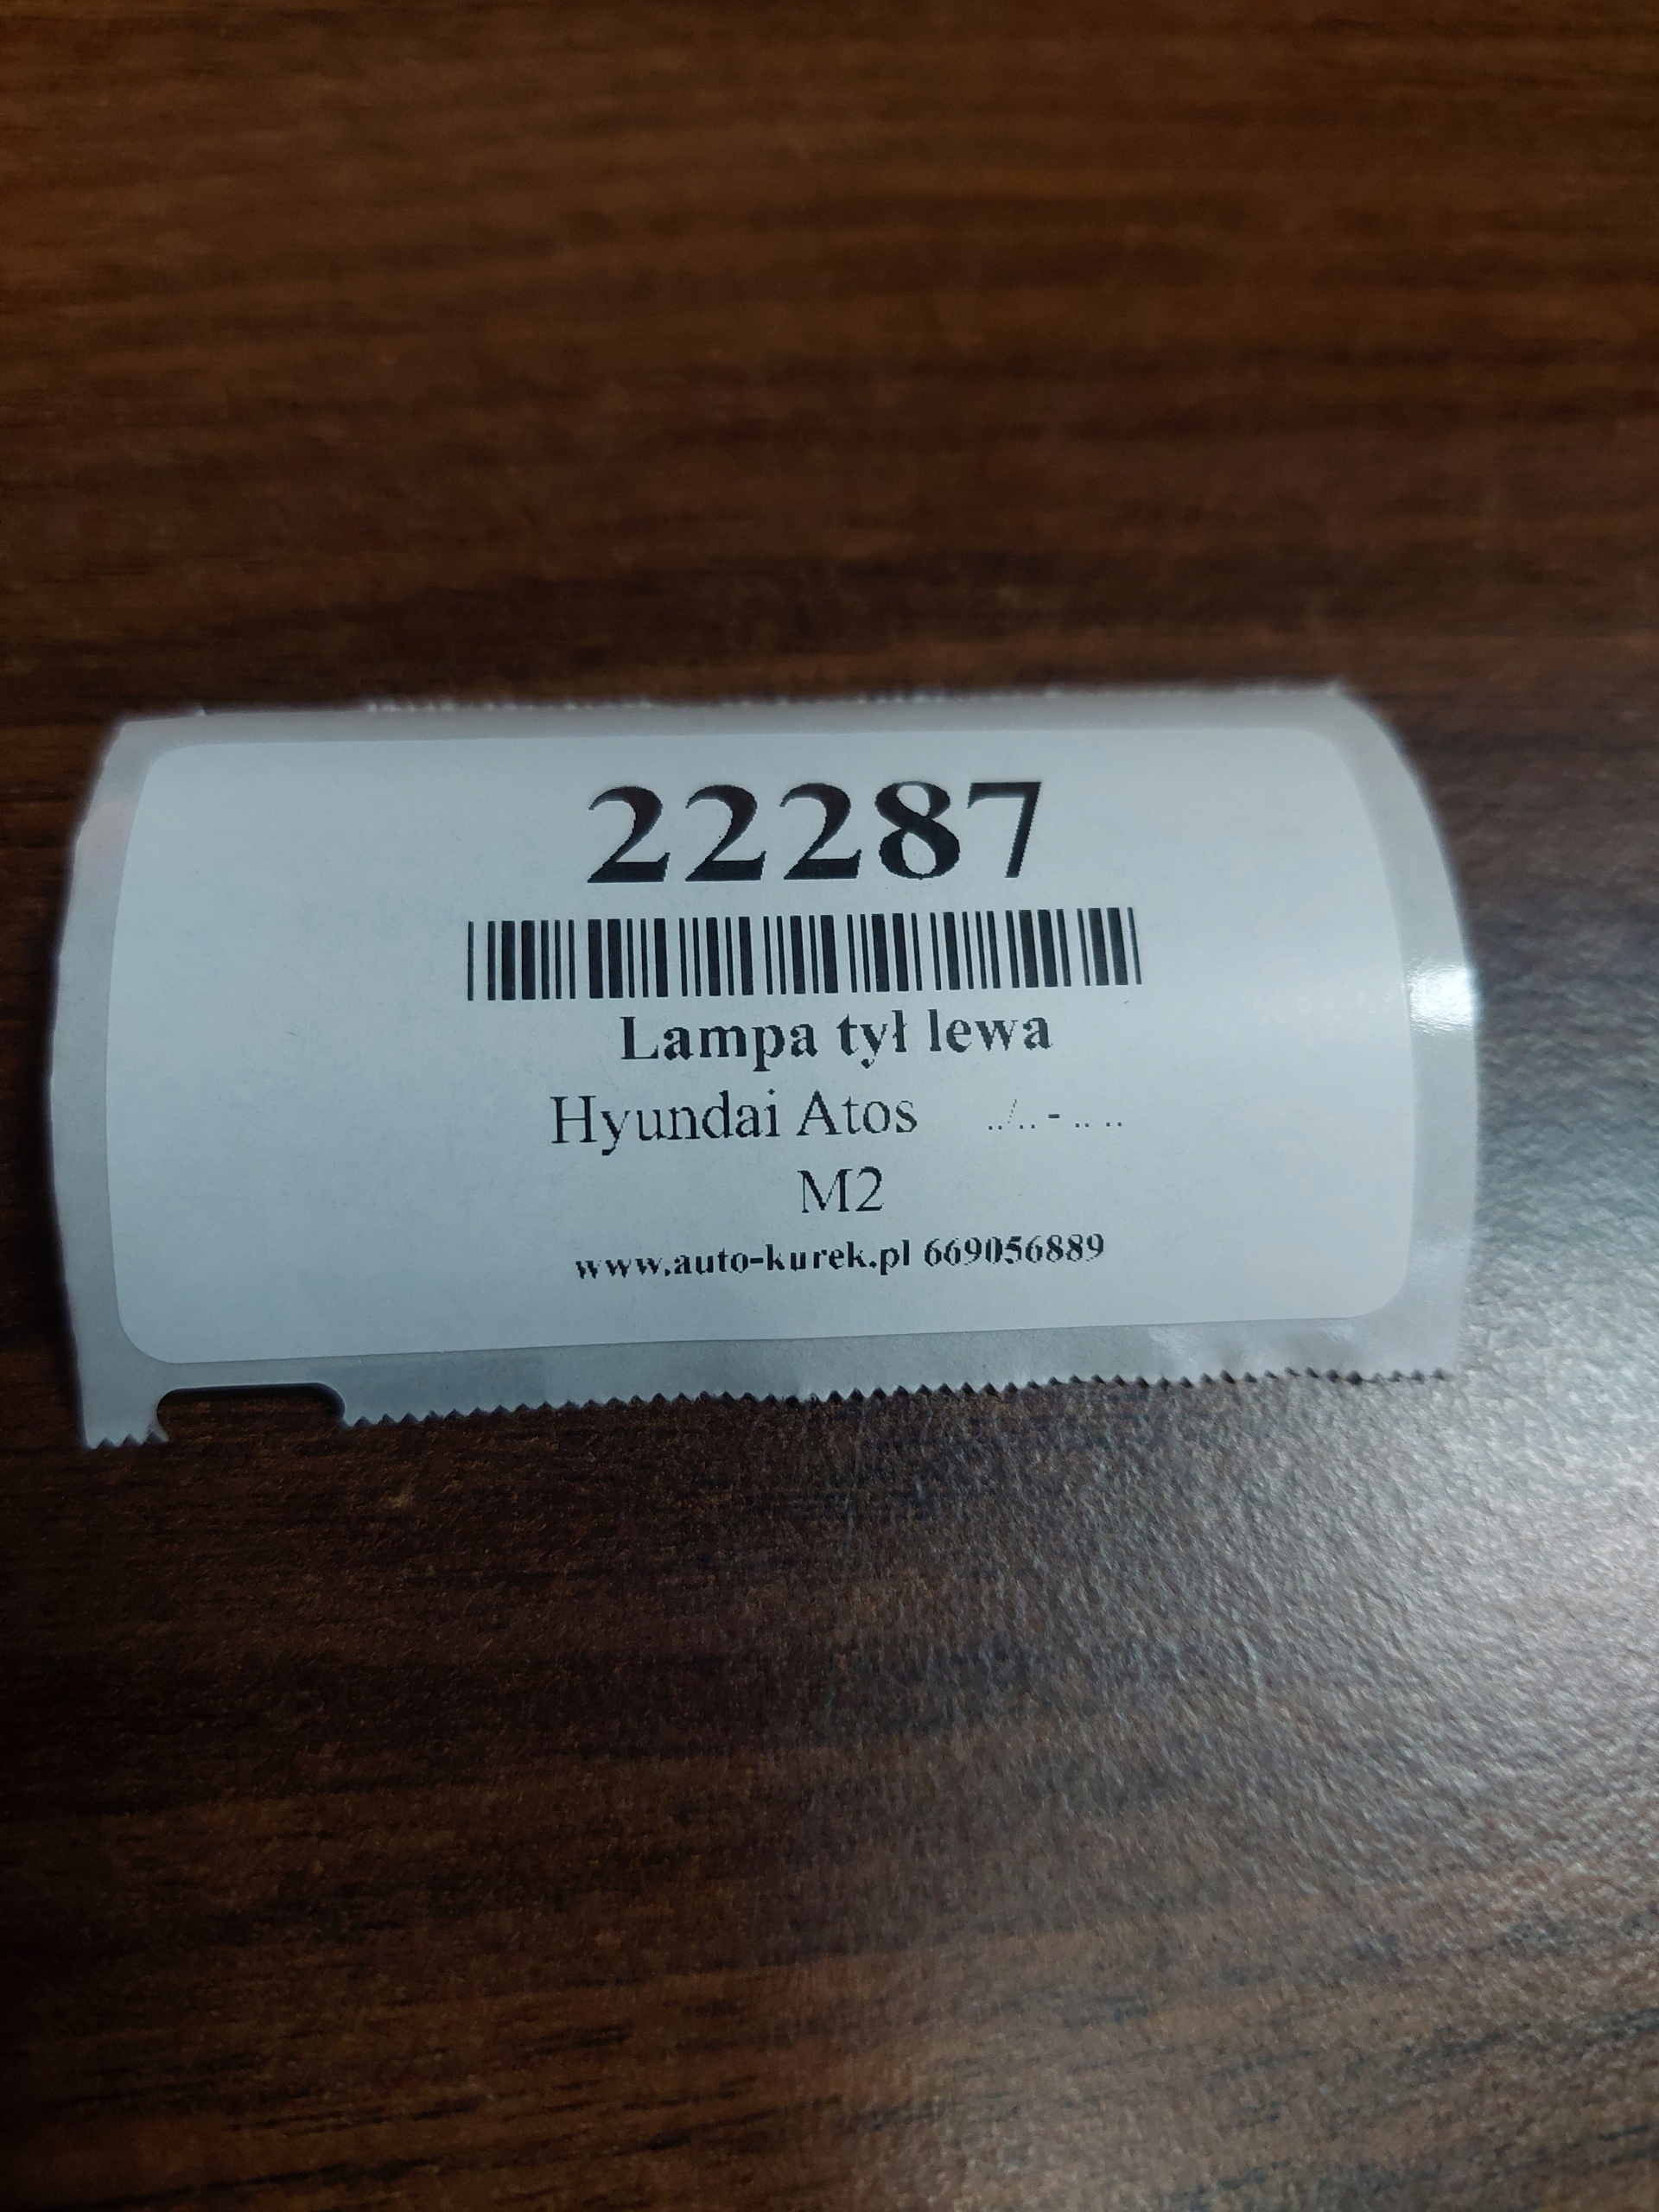 22287
Lampa tył lewa
Hyundai Atos ../.. - .. ..
M2
www.auto-kurek.pl 669056889